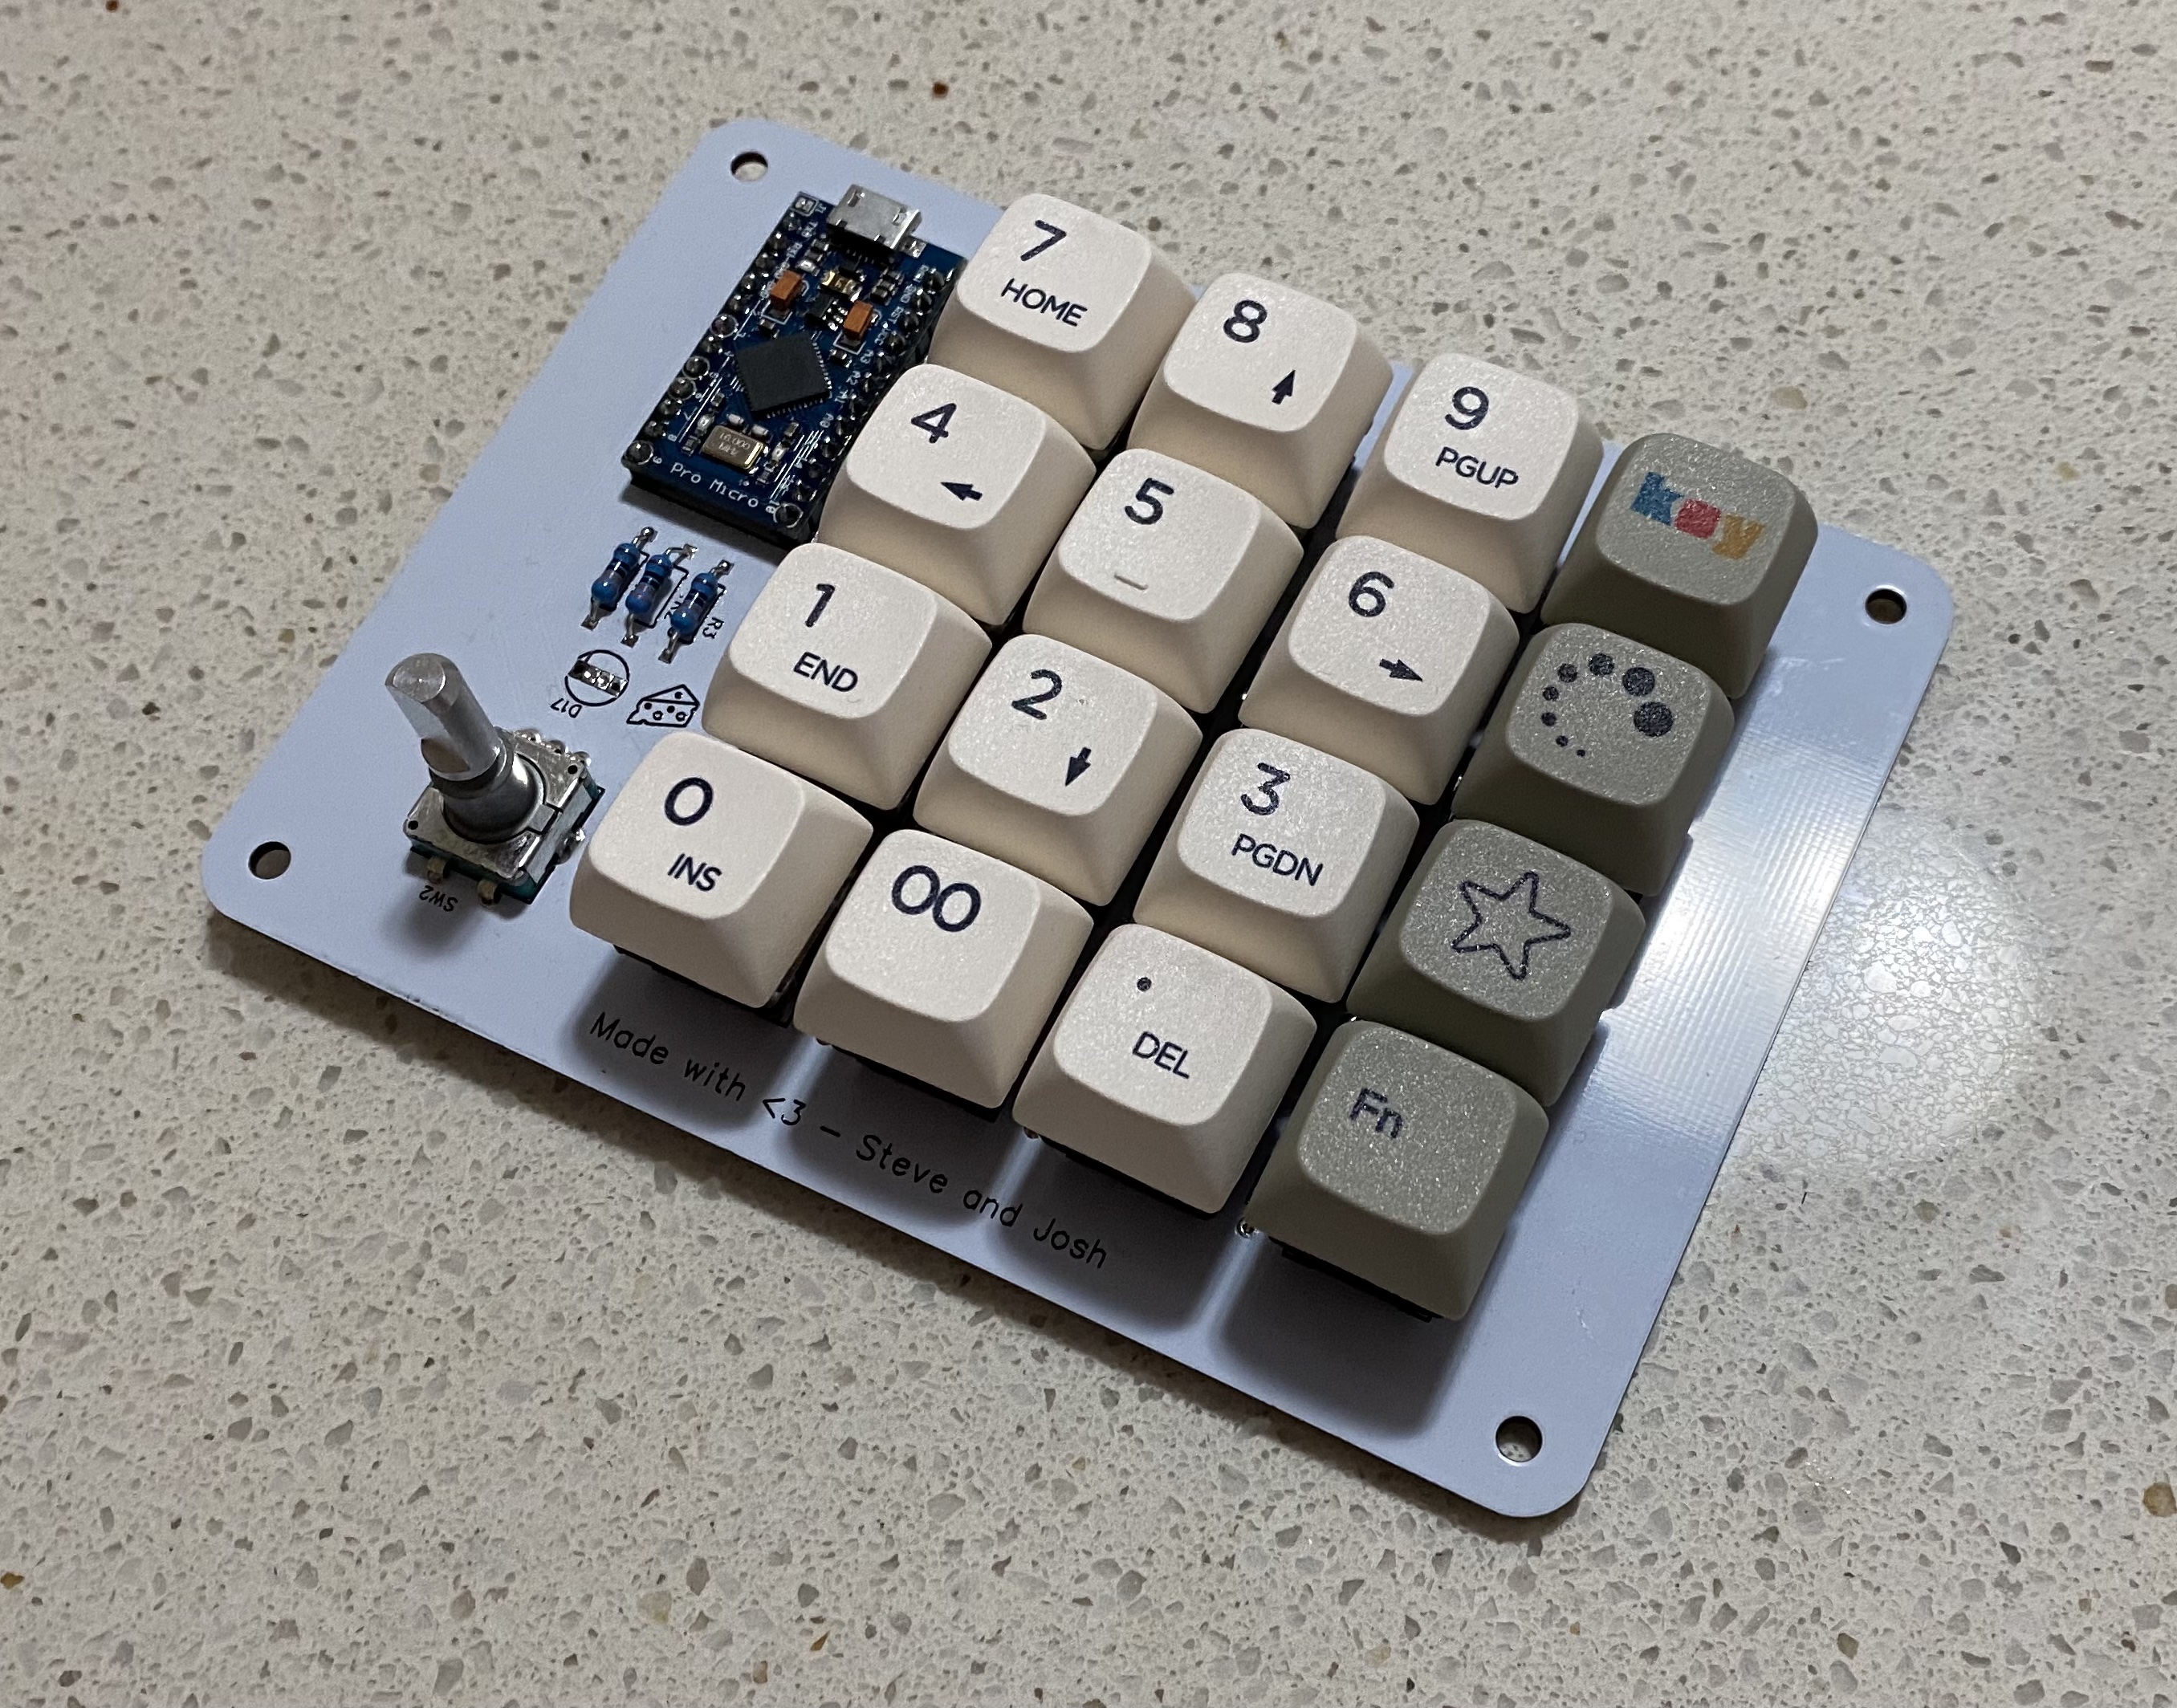 7
HOME
8
9
PGUP
koy
4
5
6
1
END
2
3
PGDN
0
INS
00
.
DEL
Fn
Pro Micro
R3
D17
SW2
Made with <3 – Steve and Josh